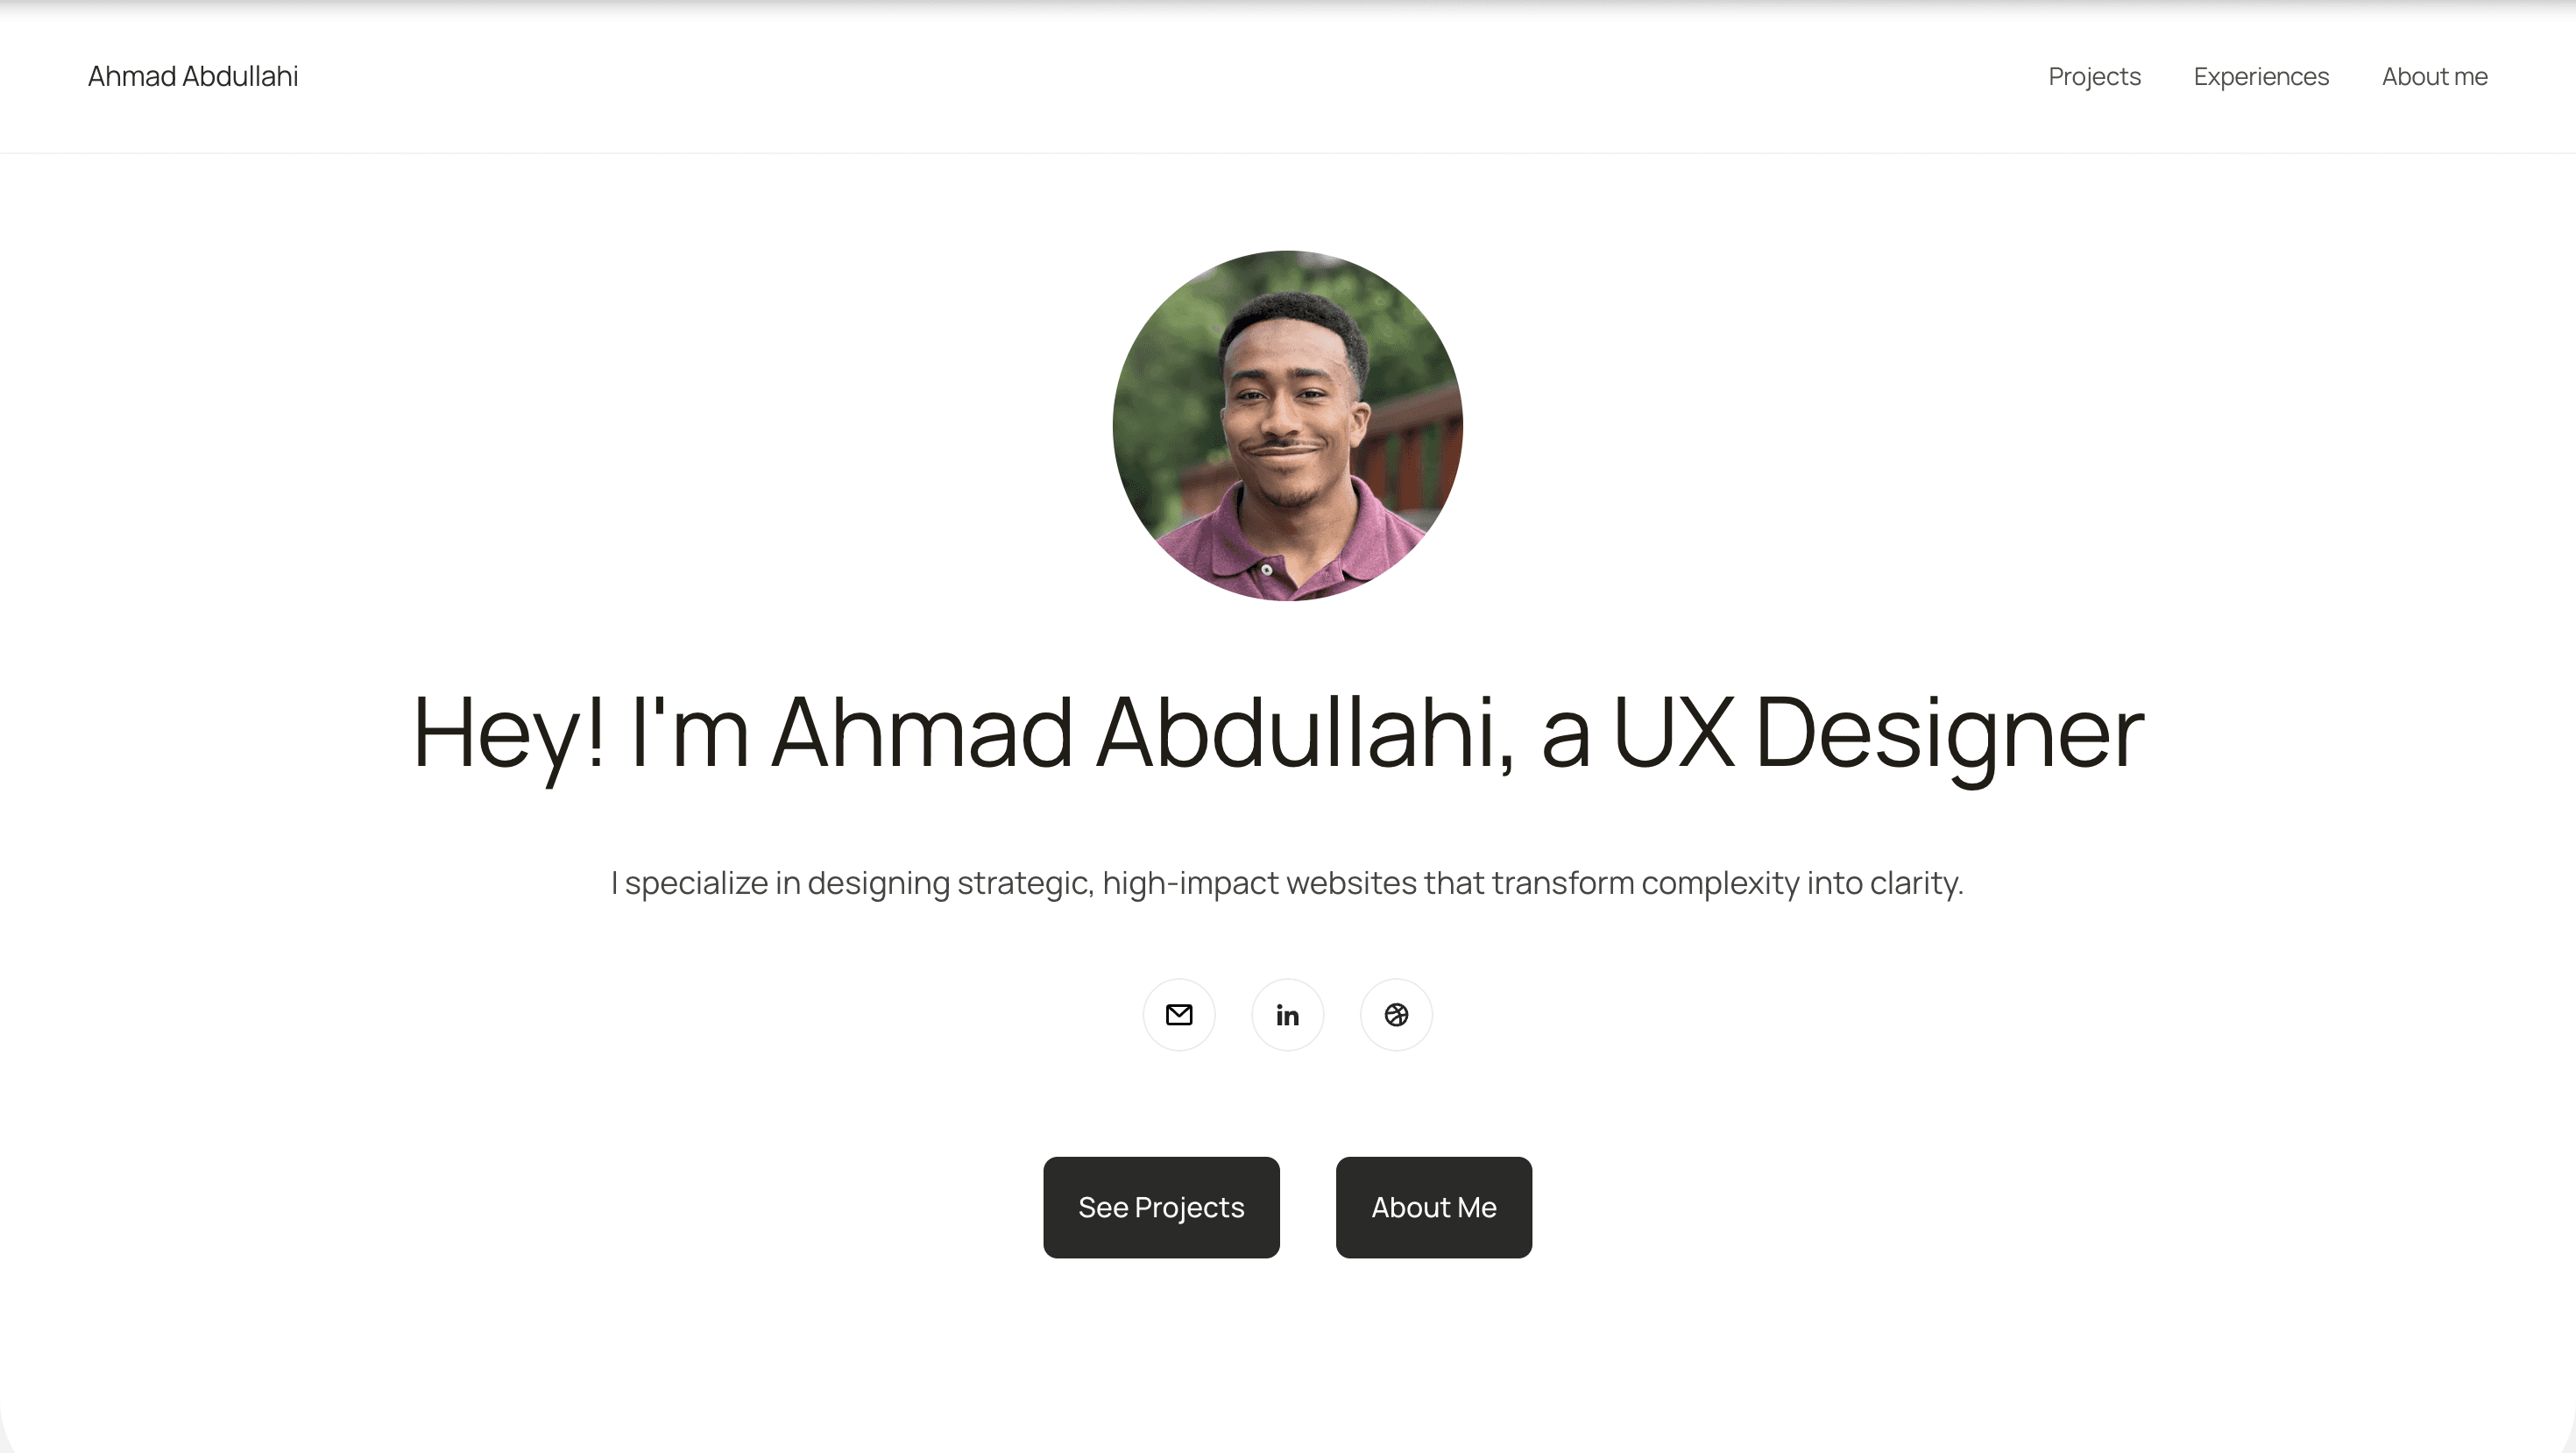 Ahmad Abdullahi
Projects
Experiences
About me
Hey! I'm Ahmad Abdullahi, a UX Designer
I specialize in designing strategic, high-impact websites that transform complexity into clarity.
in
See Projects
About Me